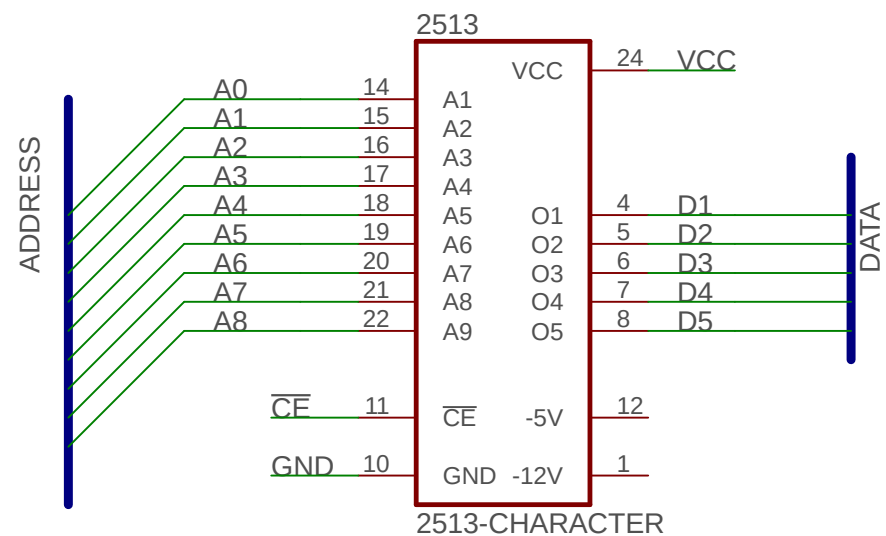 2513
VCC 24 VCC
A0 14 A1
A1 15 A2
A2 16 A3
A3 17 A4
A4 18 A5 O1 4 D1
A5 19 A6 O2 5 D2
A6 20 A7 O3 6 D3
A7 21 A8 O4 7 D4
A8 22 A9 O5 8 D5
ADDRESS
DATA
C̅E̅ 11 C̅E̅ -5V 12
GND 10 GND -12V 1
2513-CHARACTER